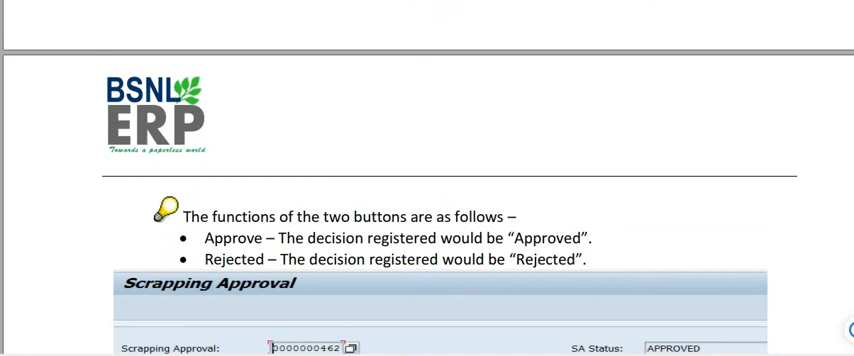 BSNL
ERP
Towards a paperless world
The functions of the two buttons are as follows –
• Approve – The decision registered would be “Approved”.
• Rejected – The decision registered would be “Rejected”.
Scrapping Approval
Scrapping Approval: 0000000462 SA Status: APPROVED